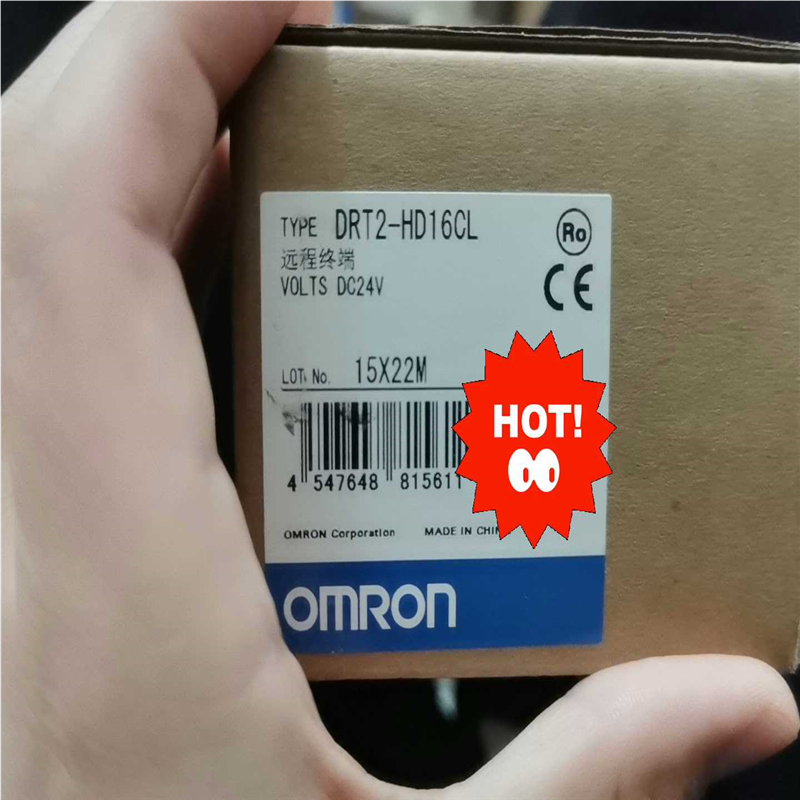 TYPE DRT2-HD16CL
Ro
远程终端
CE
VOLTS DC24V
LOT No. 15X22M
HOT!
4 547648 815611
OMRON Corporation MADE IN
OMRON